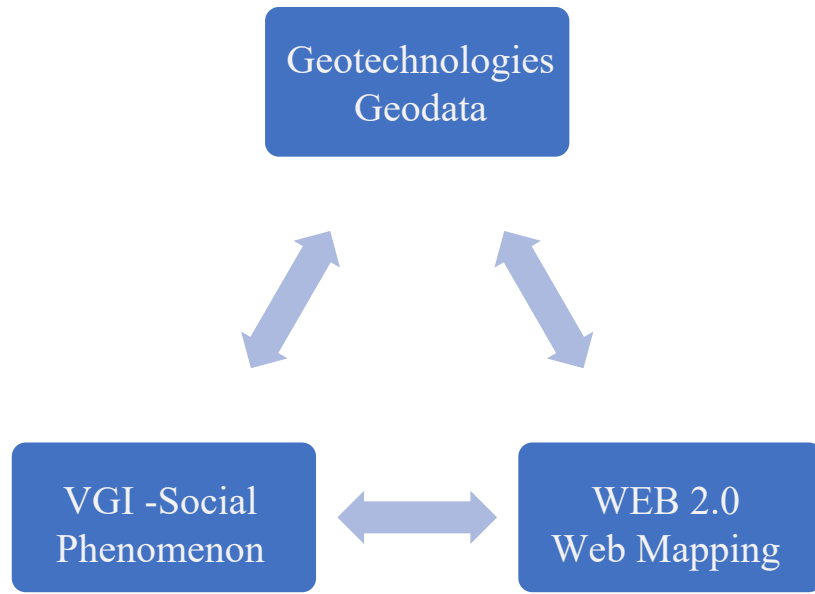 Geotechnologies
Geodata
VGI -Social
Phenomenon
WEB 2.0
Web Mapping